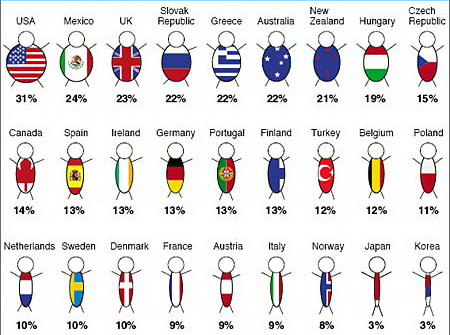 USA Mexico UK Slovak Republic Greece Australia New Zealand Hungary Czech Republic
31% 24% 23% 22% 22% 22% 21% 19% 15%
Canada Spain Ireland Germany Portugal Finland Turkey Belgium Poland
14% 13% 13% 13% 13% 13% 12% 12% 11%
Netherlands Sweden Denmark France Austria Italy Norway Japan Korea
10% 10% 10% 9% 9% 9% 8% 3% 3%